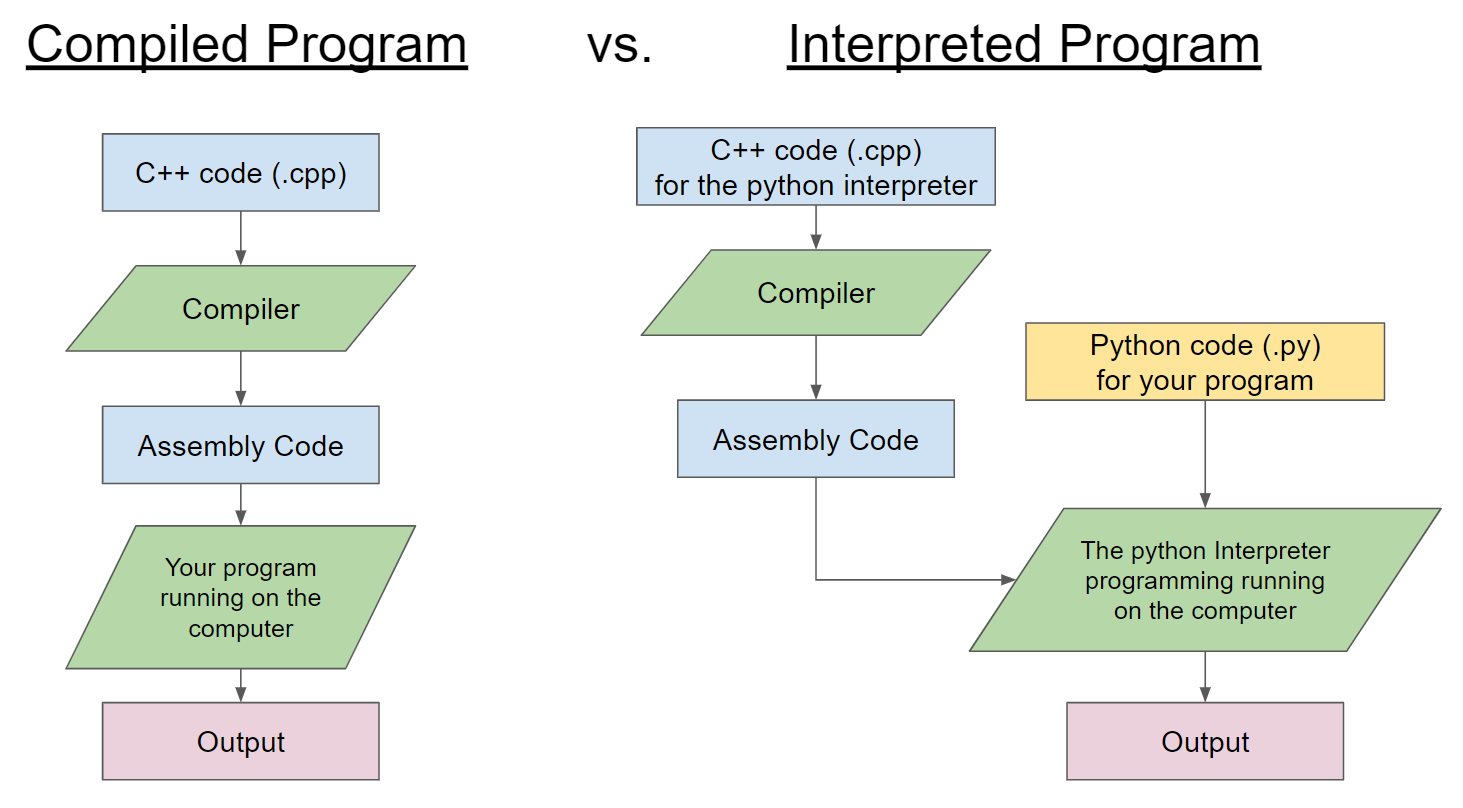 Compiled Program vs. Interpreted Program
C++ code (.cpp)
Compiler
Assembly Code
Your program
running on the
computer
Output
C++ code (.cpp)
for the python interpreter
Compiler
Assembly Code
Python code (.py)
for your program
The python Interpreter
programming running
on the computer
Output